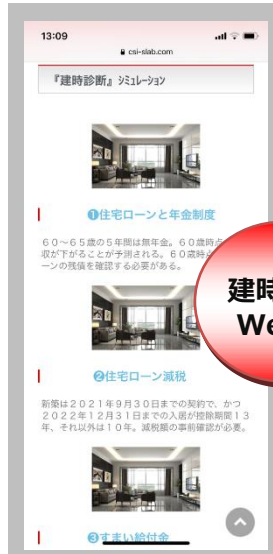 13:09
csi-slab.com
『建時診断』ｼﾐｭﾚｰｼｮﾝ
❶住宅ローンと年金制度
６０～６５歳の５年間は無年金。６０歳時点
収が下がることが予測される。６０歳時点
ーンの残債を確認する必要がある。
建時
We
❷住宅ローン減税
新築は２０２１年９月３０日までの契約で、かつ
２０２２年１２月３１日までの入居が控除期間１３
年、それ以外は１０年。減税額の事前確認が必要。
❸すまい給付金